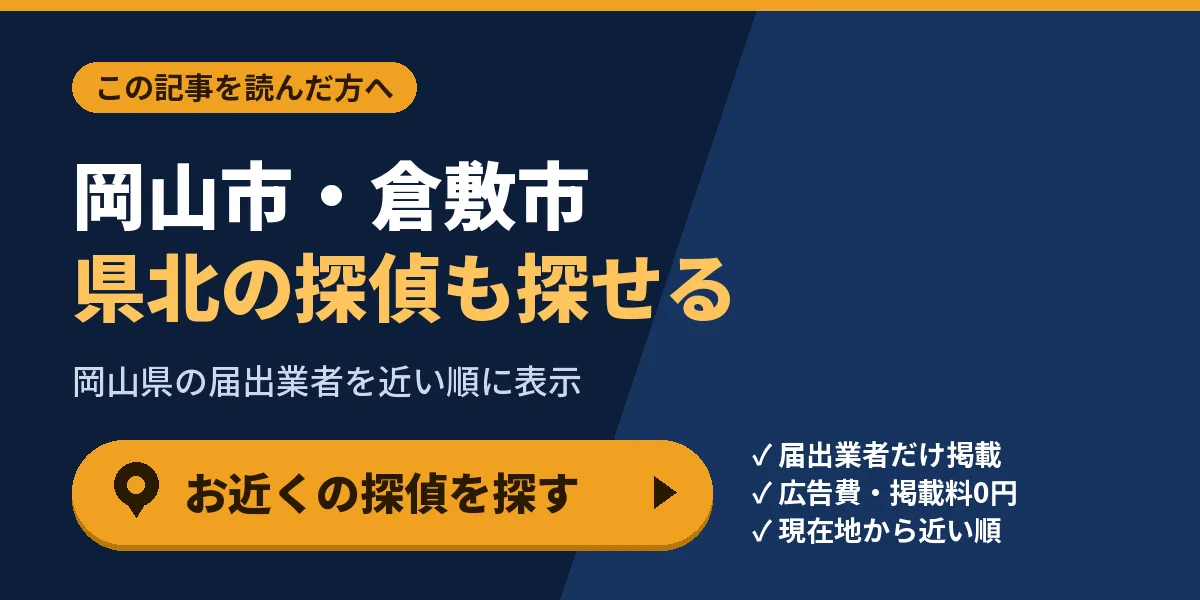 この記事を読んだ方へ
岡山市・倉敷市
県北の探偵も探せる
岡山県の届出業者を近い順に表示
お近くの探偵を探す
✓ 届出業者だけ掲載
✓ 広告費・掲載料0円
✓ 現在地から近い順